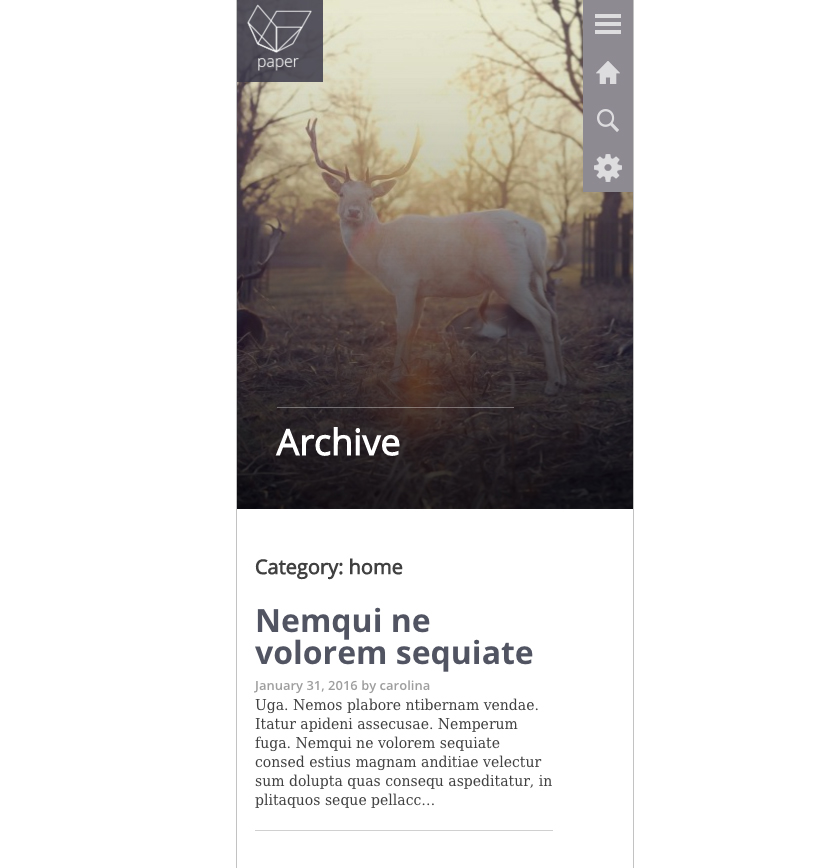 paper
Archive
Category: home
Nemqui ne
volorem sequiate
January 31, 2016 by carolina
Uga. Nemos plabore ntibernam vendae.
Itatur apideni assecusae. Nemperum
fuga. Nemqui ne volorem sequiate
consed estius magnam anditiae velectur
sum dolupta quas consequ aspeditatur, in
plitaquos seque pellacc...